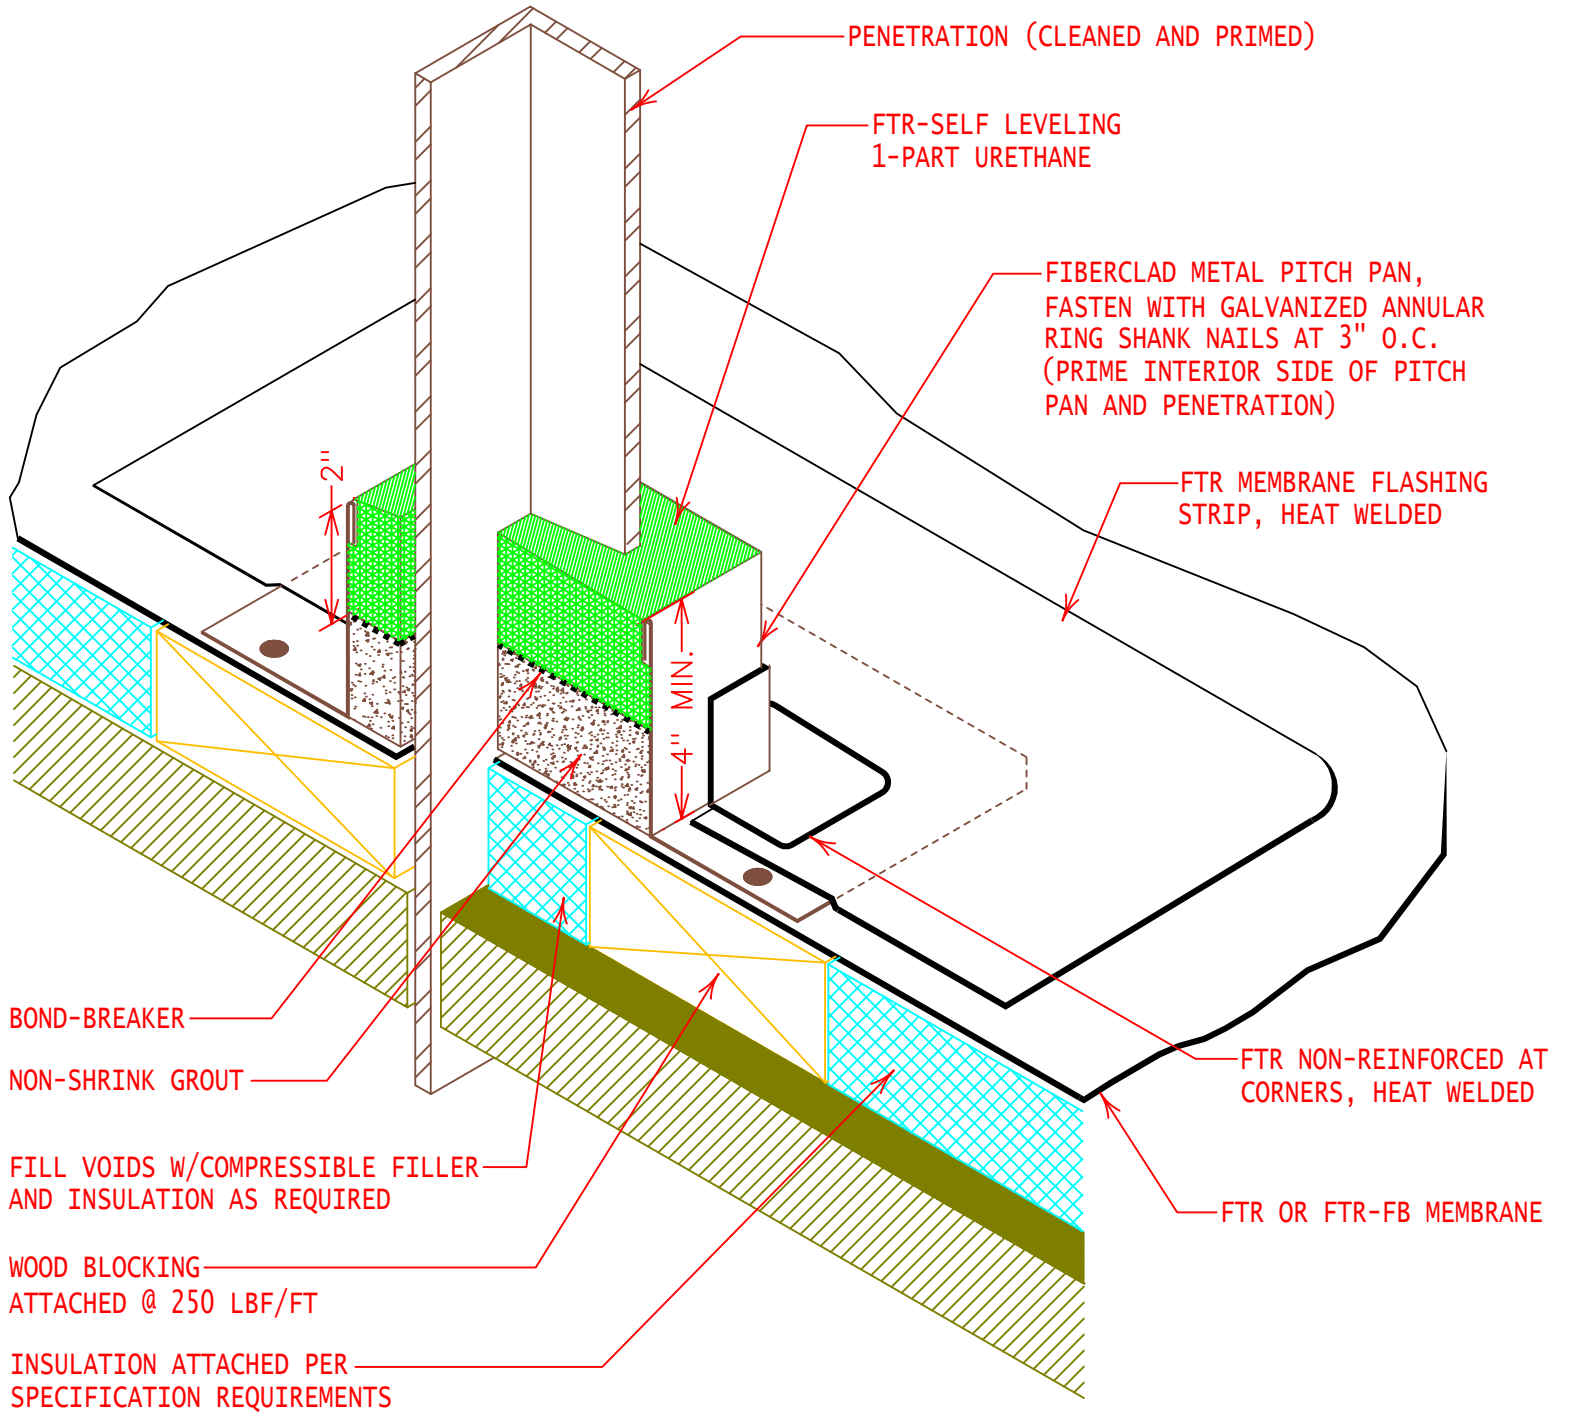 PENETRATION (CLEANED AND PRIMED)
FTR-SELF LEVELING
1-PART URETHANE
FIBERCLAD METAL PITCH PAN,
FASTEN WITH GALVANIZED ANNULAR
RING SHANK NAILS AT 3" O.C.
(PRIME INTERIOR SIDE OF PITCH
PAN AND PENETRATION)
2"
FTR MEMBRANE FLASHING
STRIP, HEAT WELDED
4" MIN.
BOND-BREAKER
NON-SHRINK GROUT
FTR NON-REINFORCED AT
CORNERS, HEAT WELDED
FILL VOIDS W/COMPRESSIBLE FILLER
AND INSULATION AS REQUIRED
FTR OR FTR-FB MEMBRANE
WOOD BLOCKING
ATTACHED @ 250 LBF/FT
INSULATION ATTACHED PER
SPECIFICATION REQUIREMENTS